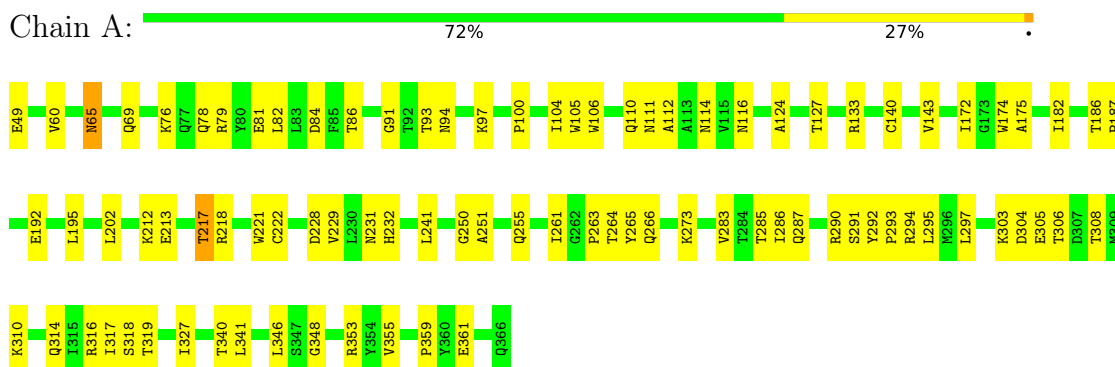 Chain A:
72% 27% •
E49 V60 N65 Q69 K76 Q77 Q78 R79 Y80 E81 L82 L83 D84 F85 T86 G91 T92 T93 N94 K97 P100 I104 W105 W106 Q110 N111 A112 A113 N114 V115 N116 A124 T127 R133 C140 V143 I172 G173 W174 A175 I182 T186 P187
E192 L195 L202 K212 E213 T217 R218 W221 C222 D228 V229 L230 N231 H232 L241 G250 A251 Q255 I261 G262 P263 T264 Y265 Q266 K273 V283 T284 T285 I286 Q287 R290 S291 Y292 P293 R294 L295 M296 L297 K303 D304 E305 T306 D307 T308 M309
K310 Q314 I315 R316 I317 S318 T319 I327 T340 L341 L346 S347 G348 R353 Y354 V355 P359 Y360 E361 Q366